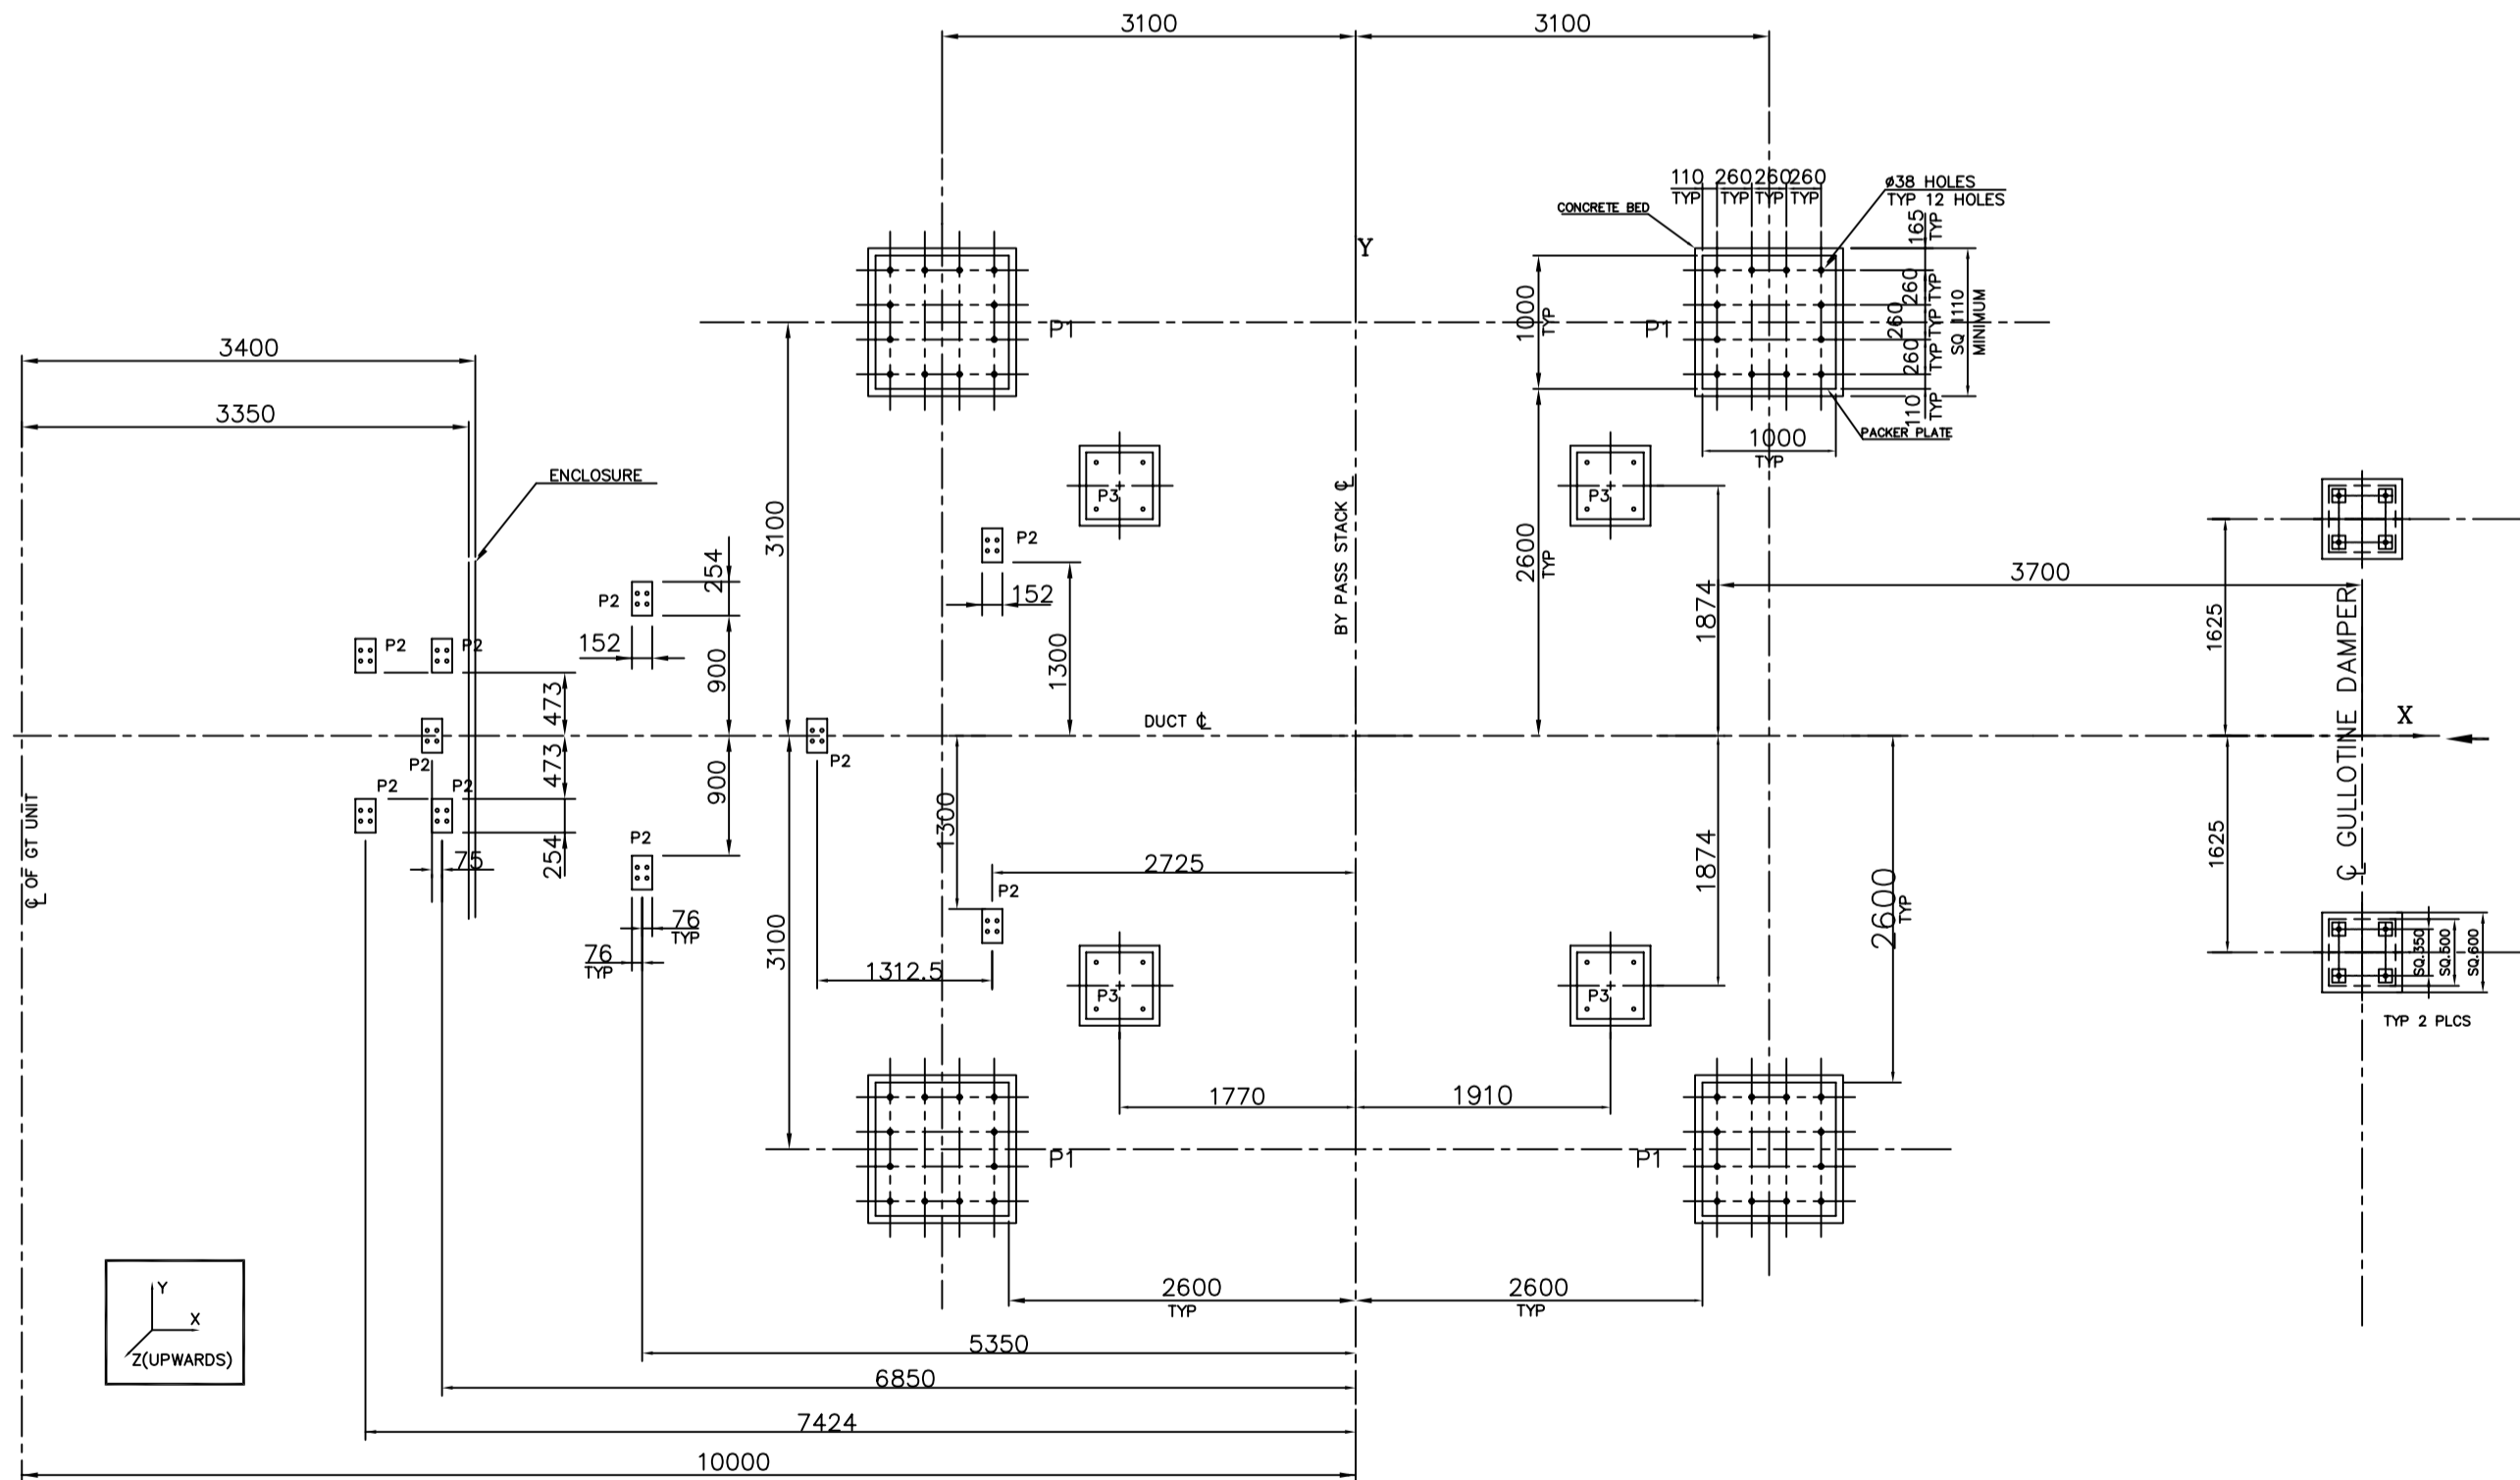 3100
3100
110
260
260
260
TYP
TYP
TYP
TYP
ø38 HOLES
TYP 12 HOLES
CONCRETE BED
165
TYP
Y
260
TYP
260
TYP
260
TYP
110
TYP
SQ 1110
MINIMUM
1000
TYP
P1
P1
3400
3350
PACKER PLATE
1000
TYP
ENCLOSURE
3100
BY PASS STACK ℄
2600
TYP
P3
P3
P2
254
152
3700
1874
1625
℄ GULLOTINE DAMPER
P2
152
900
1300
P2
P2
473
DUCT ℄
X
P2
P2
473
900
P2
P2
254
75
℄ OF GT UNIT
P2
1300
3100
2725
1874
1625
2600
TYP
P2
76
TYP
76
TYP
1312.5
P3
P3
SQ.350
SQ.500
SQ.600
TYP 2 PLCS
1770
1910
P1
P1
2600
TYP
2600
TYP
Y
X
Z(UPWARDS)
5350
6850
7424
10000